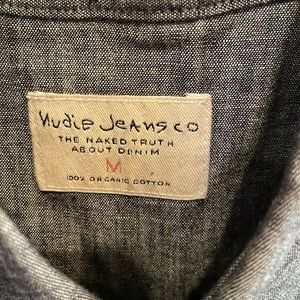 Nudie Jeans co
THE NAKED TRUTH
ABOUT DENIM
M
100% ORGANIC COTTON